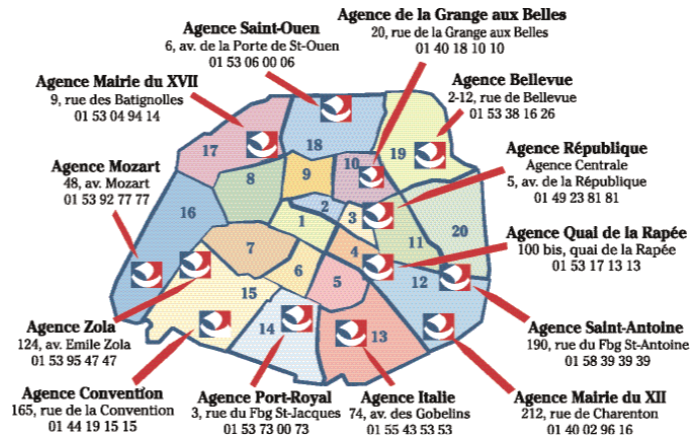 Agence Saint-Ouen
6, av. de la Porte de St-Ouen
01 53 06 00 06
Agence de la Grange aux Belles
20, rue de la Grange aux Belles
01 40 18 10 10
Agence Mairie du XVII
9, rue des Batignolles
01 53 04 94 14
Agence Bellevue
2-12, rue de Bellevue
01 53 38 16 26
Agence Mozart
48, av. Mozart
01 53 92 77 77
Agence République
Agence Centrale
5, av. de la République
01 49 23 81 81
Agence Quai de la Rapée
100 bis, quai de la Rapée
01 53 17 13 13
17
18
19
8
9
10
16
2
3
1
20
11
7
4
6
5
12
15
14
13
Agence Zola
124, av. Emile Zola
01 53 95 47 47
Agence Saint-Antoine
190, rue du Fbg St-Antoine
01 58 39 39 39
Agence Convention
165, rue de la Convention
01 44 19 15 15
Agence Port-Royal
3, rue du Fbg St-Jacques
01 53 73 00 73
Agence Italie
74, av. des Gobelins
01 55 43 53 53
Agence Mairie du XII
212, rue de Charenton
01 40 02 96 16